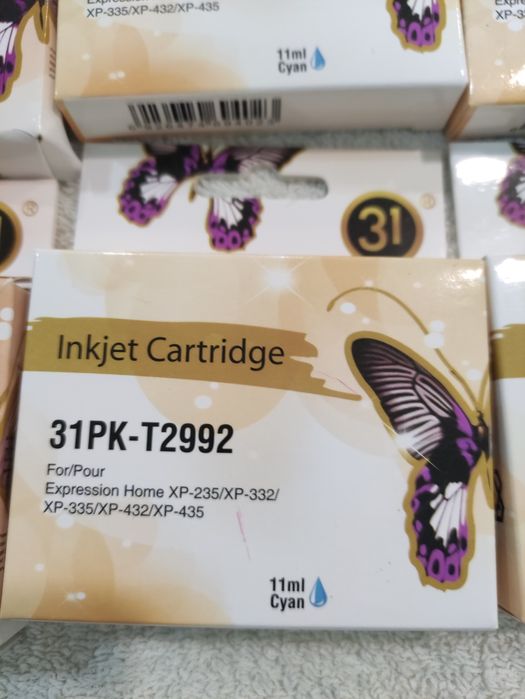 XP-335/XP-432/XP-435
11ml
Cyan
31
®
®
Inkjet Cartridge
31PK-T2992
For/Pour
Expression Home XP-235/XP-332/
XP-335/XP-432/XP-435
11ml
Cyan